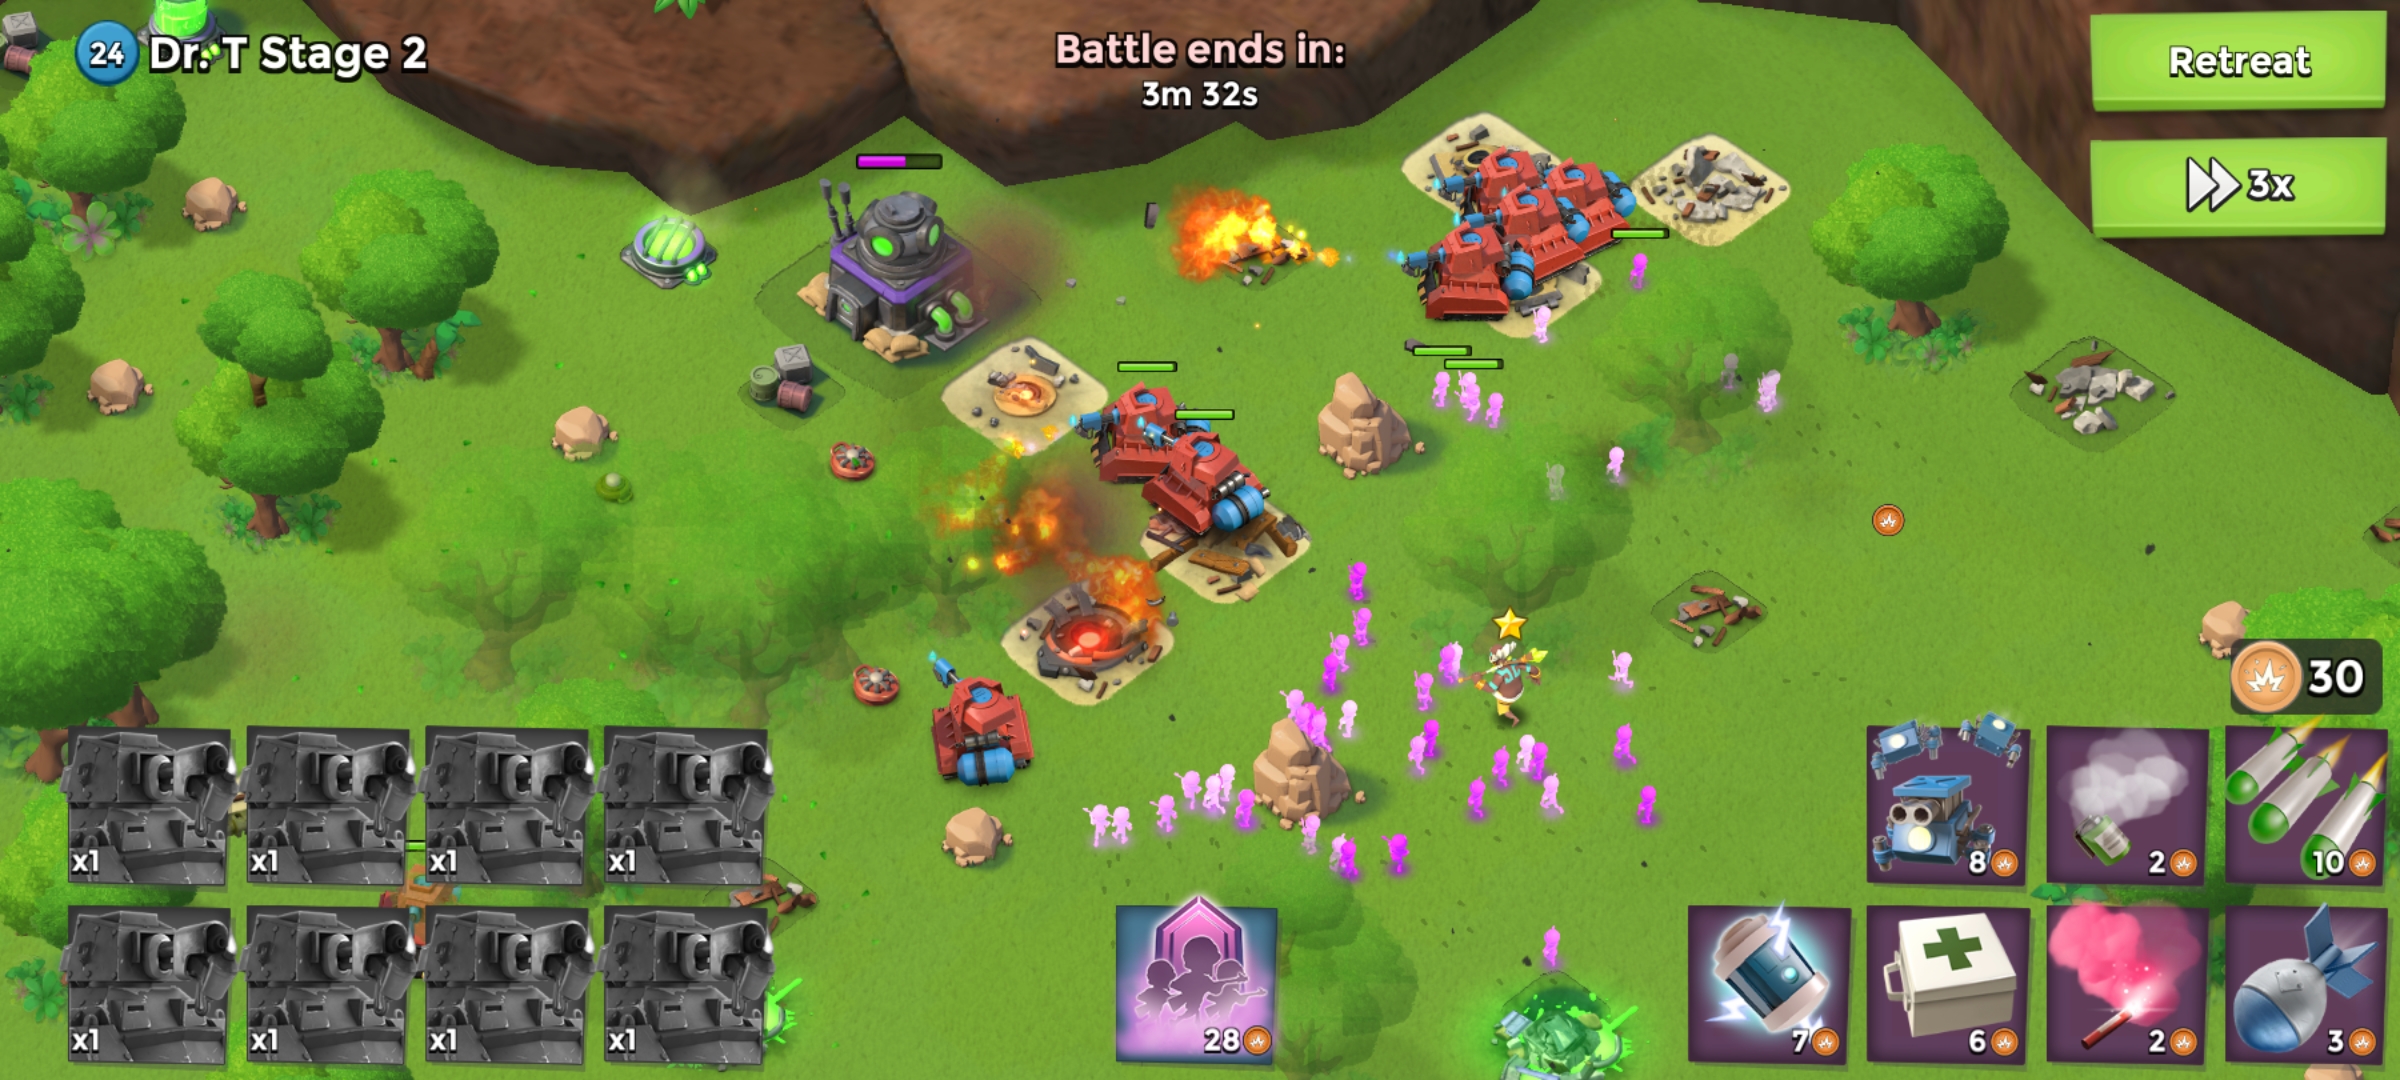 24 Dr. T Stage 2
Battle ends in:
3m 32s
Retreat
3x
30
x1 x1 x1 x1
8 2 10
x1 x1 x1 x1
28 7 6 2 3